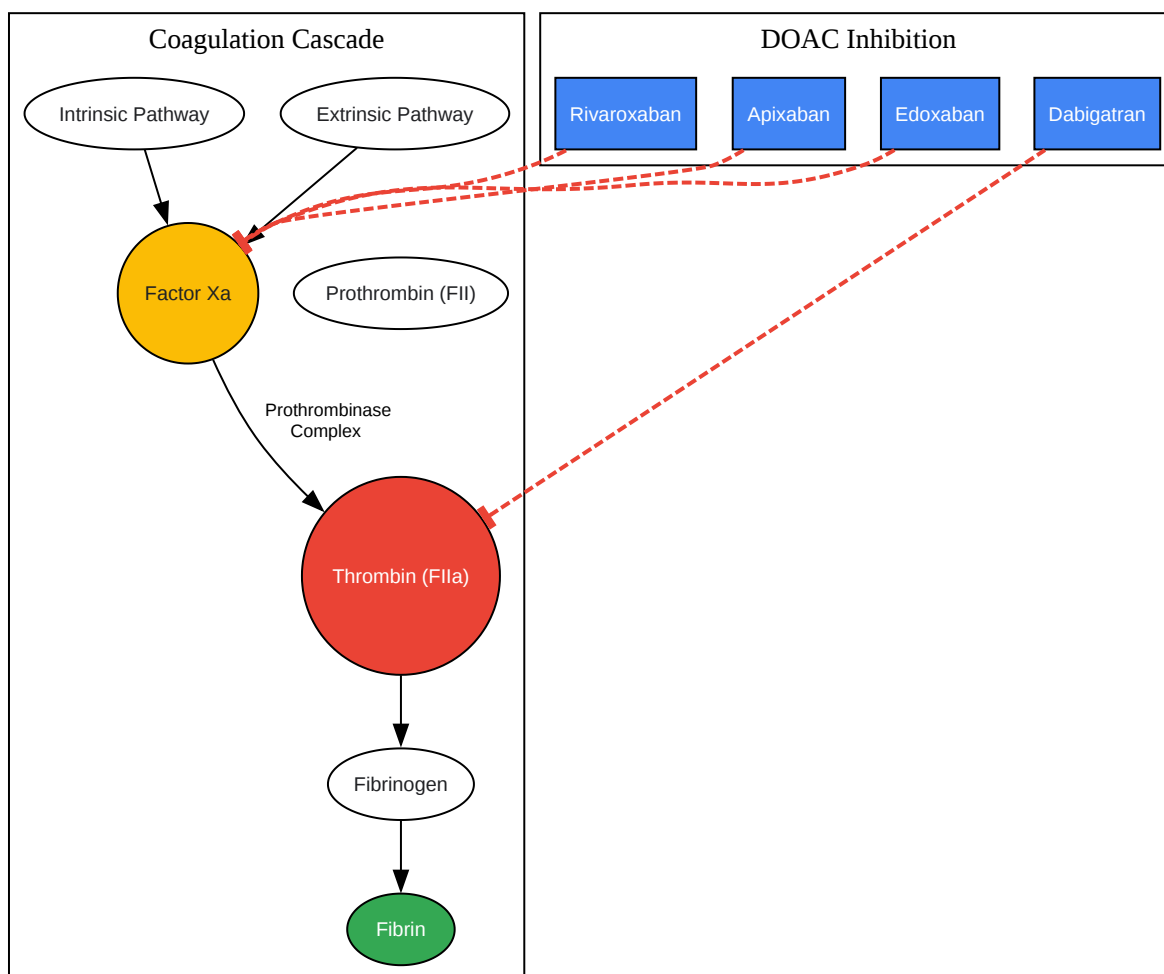 Coagulation Cascade
DOAC Inhibition
Intrinsic Pathway
Extrinsic Pathway
Rivaroxaban
Apixaban
Edoxaban
Dabigatran
Factor Xa
Prothrombin (FII)
Prothrombinase
Complex
Thrombin (FIIa)
Fibrinogen
Fibrin